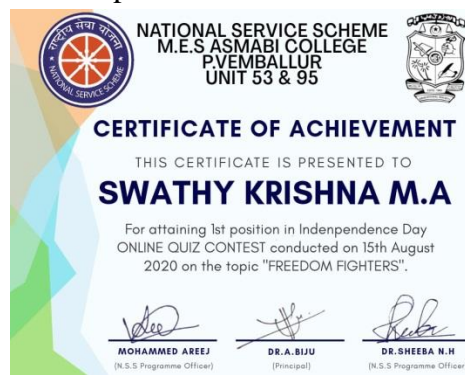 NATIONAL SERVICE SCHEME
M.E.S ASMABI COLLEGE
P.VEMBALLUR
UNIT 53 & 95
राष्ट्रीय सेवा योजना
NATIONAL SERVICE SCHEME
CERTIFICATE OF ACHIEVEMENT
THIS CERTIFICATE IS PRESENTED TO
SWATHY KRISHNA M.A
For attaining 1st position in Indenpendence Day
ONLINE QUIZ CONTEST conducted on 15th August
2020 on the topic "FREEDOM FIGHTERS".
MOHAMMED AREEJ
(N.S.S Programme Officer)
DR.A.BIJU
(Principal)
DR.SHEEBA N.H
(N.S.S Programme Officer)